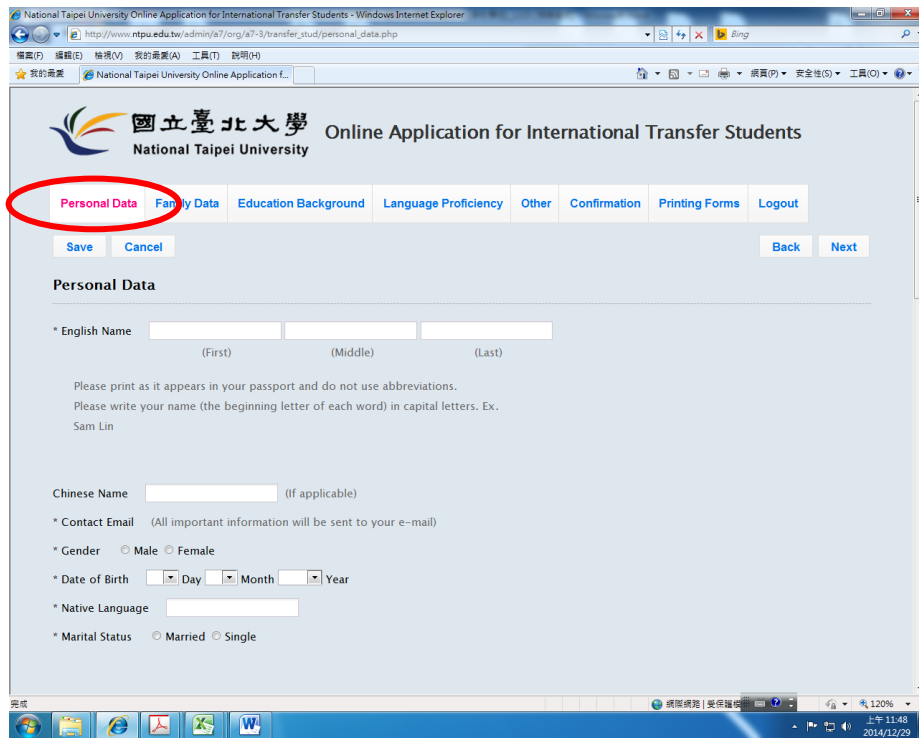 National Taipei University Online Application for International Transfer Students - Windows Internet Explorer
http://www.ntpu.edu.tw/admin/a7/org/a7-3/transfer_stud/personal_data.php
Bing
檔案(F) 編輯(E) 檢視(V) 我的最愛(A) 工具(T) 說明(H)
我的最愛 National Taipei University Online Application f... 網頁(P) 安全性(S) 工具(O)
國立臺北大學
National Taipei University
Online Application for International Transfer Students
Personal Data Family Data Education Background Language Proficiency Other Confirmation Printing Forms Logout
Save Cancel Back Next
Personal Data
* English Name
(First) (Middle) (Last)
Please print as it appears in your passport and do not use abbreviations.
Please write your name (the beginning letter of each word) in capital letters. Ex.
Sam Lin
Chinese Name (If applicable)
* Contact Email (All important information will be sent to your e-mail)
* Gender Male Female
* Date of Birth Day Month Year
* Native Language
* Marital Status Married Single
完成 網際網路 | 受保護模 120%
上午 11:48
2014/12/29